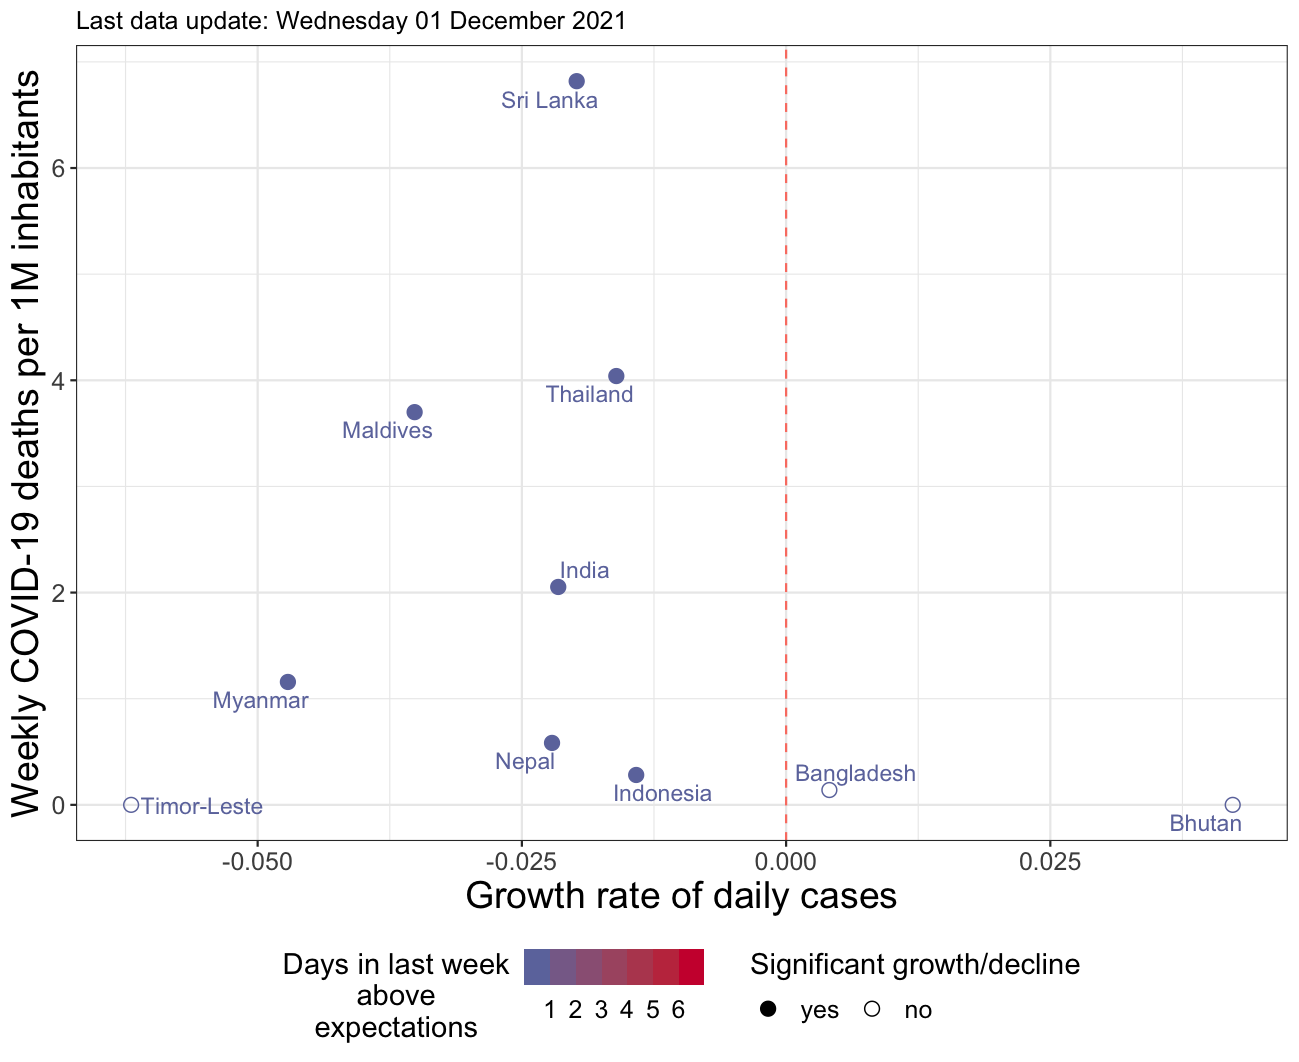 Last data update: Wednesday 01 December 2021
Weekly COVID-19 deaths per 1M inhabitants
6
4
2
0
Sri Lanka
Thailand
Maldives
India
Myanmar
Nepal
Indonesia
Bangladesh
Timor-Leste
Bhutan
-0.050
-0.025
0.000
0.025
Growth rate of daily cases
Days in last week
above
expectations
1 2 3 4 5 6
Significant growth/decline
yes
no